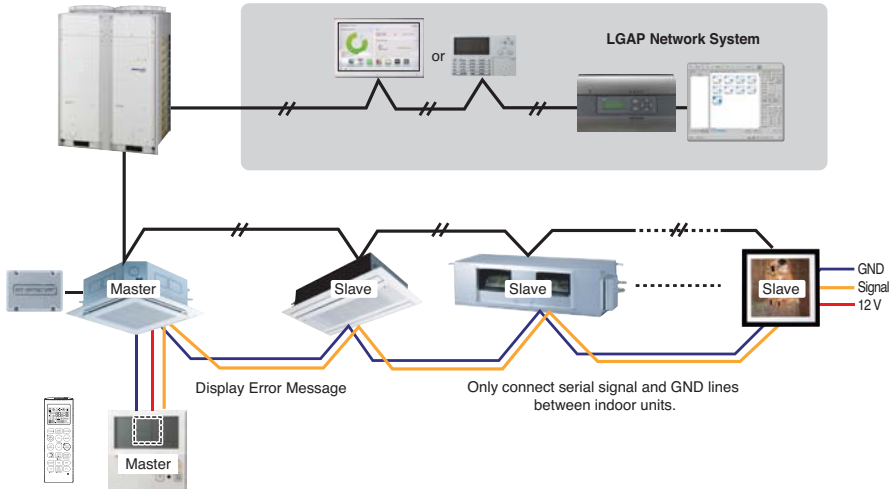 LGAP Network System
or
Master
Slave
Slave
Slave
GND
Signal
12 V
Display Error Message
Only connect serial signal and GND lines
between indoor units.
Master